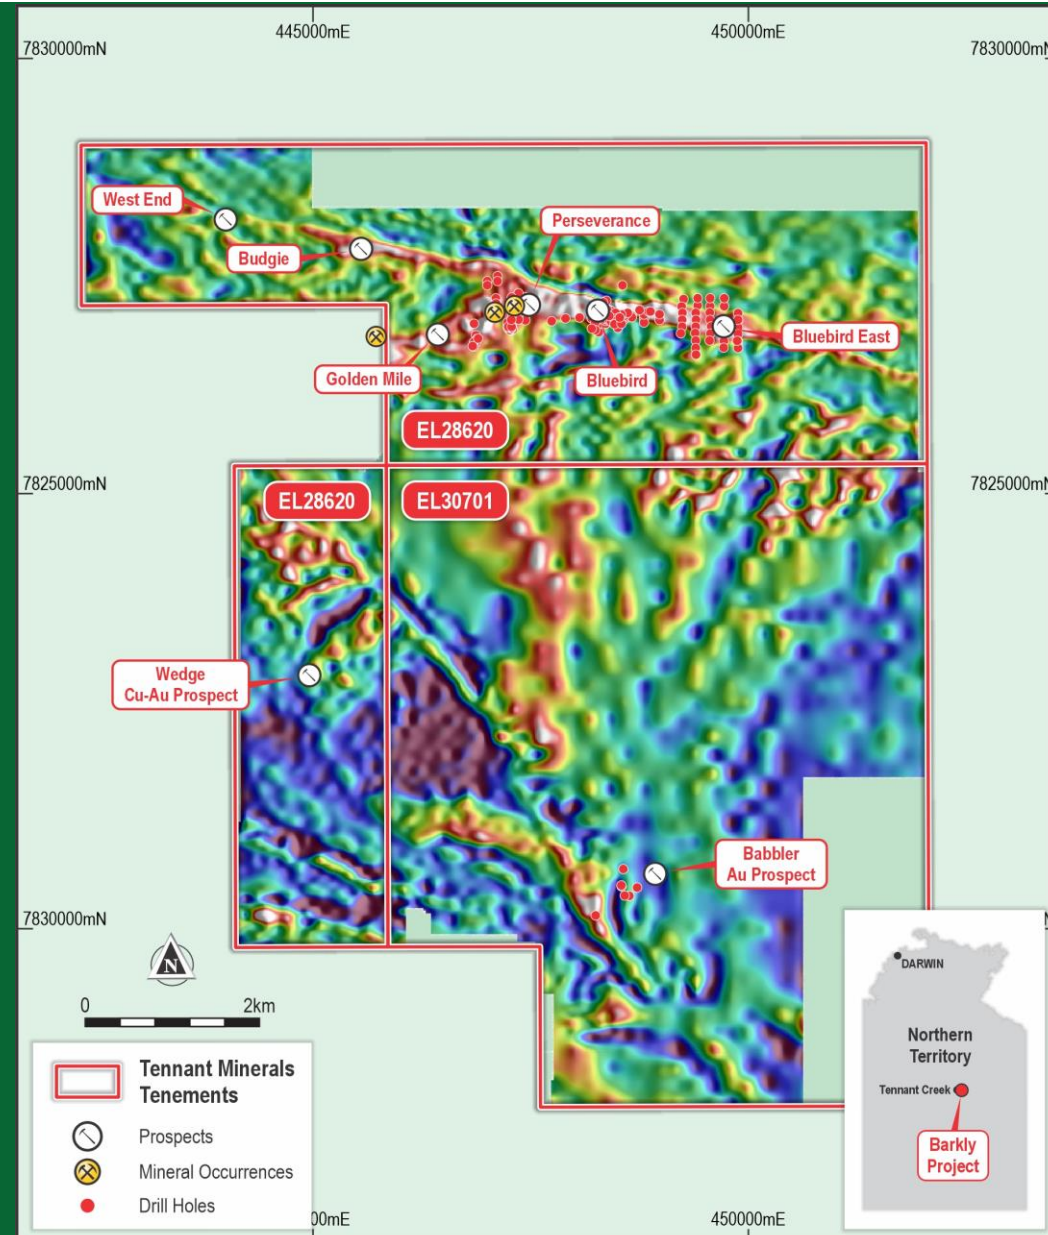 445000mE
450000mE
7830000mN
7830000m
West End
Perseverance
Budgie
Bluebird East
Golden Mile
Bluebird
EL28620
7825000mN
7825000m
EL28620
EL30701
Wedge
Cu-Au Prospect
Babbler
Au Prospect
7830000mN
N
0
2km
DARWIN
Northern
Territory
Tennant Creek
Barkly
Project
Tennant Minerals
Tenements
Prospects
Mineral Occurrences
Drill Holes
00mE
450000mE